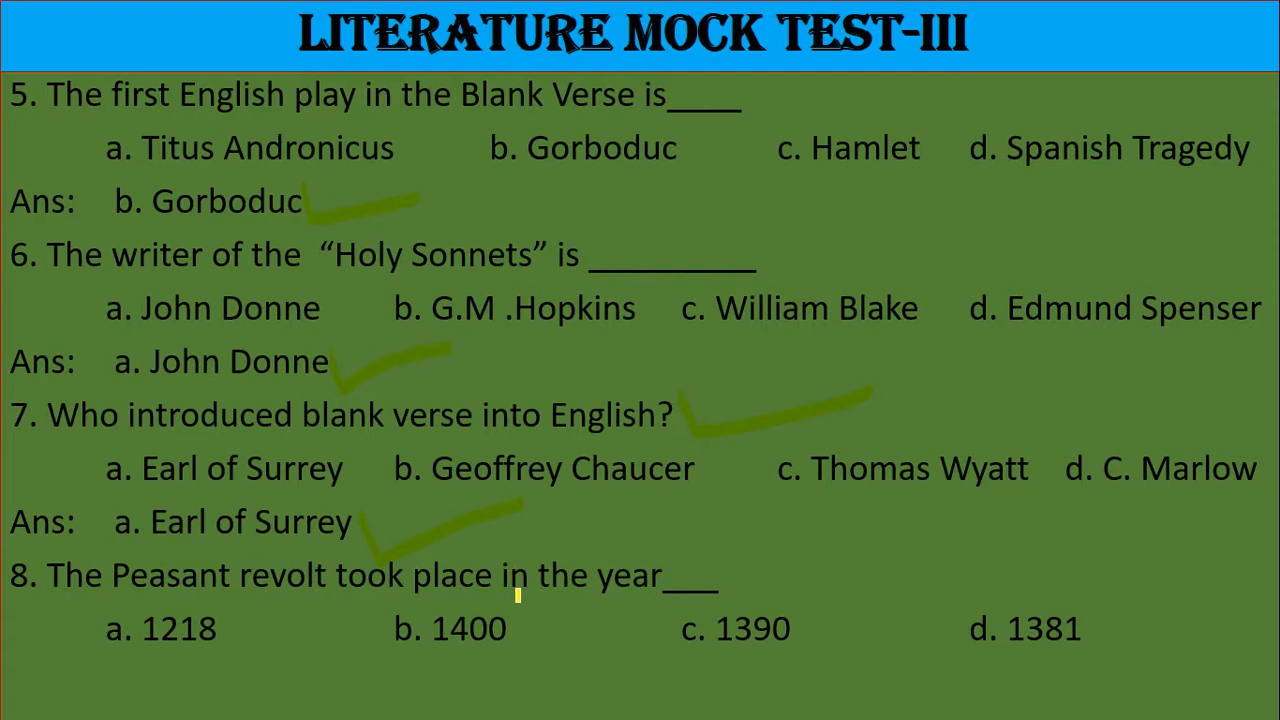 LITERATURE MOCK TEST-III
5. The first English play in the Blank Verse is____
a. Titus Andronicus b. Gorboduc c. Hamlet d. Spanish Tragedy
Ans: b. Gorboduc
6. The writer of the “Holy Sonnets” is _________
a. John Donne b. G.M .Hopkins c. William Blake d. Edmund Spenser
Ans: a. John Donne
7. Who introduced blank verse into English?
a. Earl of Surrey b. Geoffrey Chaucer c. Thomas Wyatt d. C. Marlow
Ans: a. Earl of Surrey
8. The Peasant revolt took place in the year___
a. 1218 b. 1400 c. 1390 d. 1381